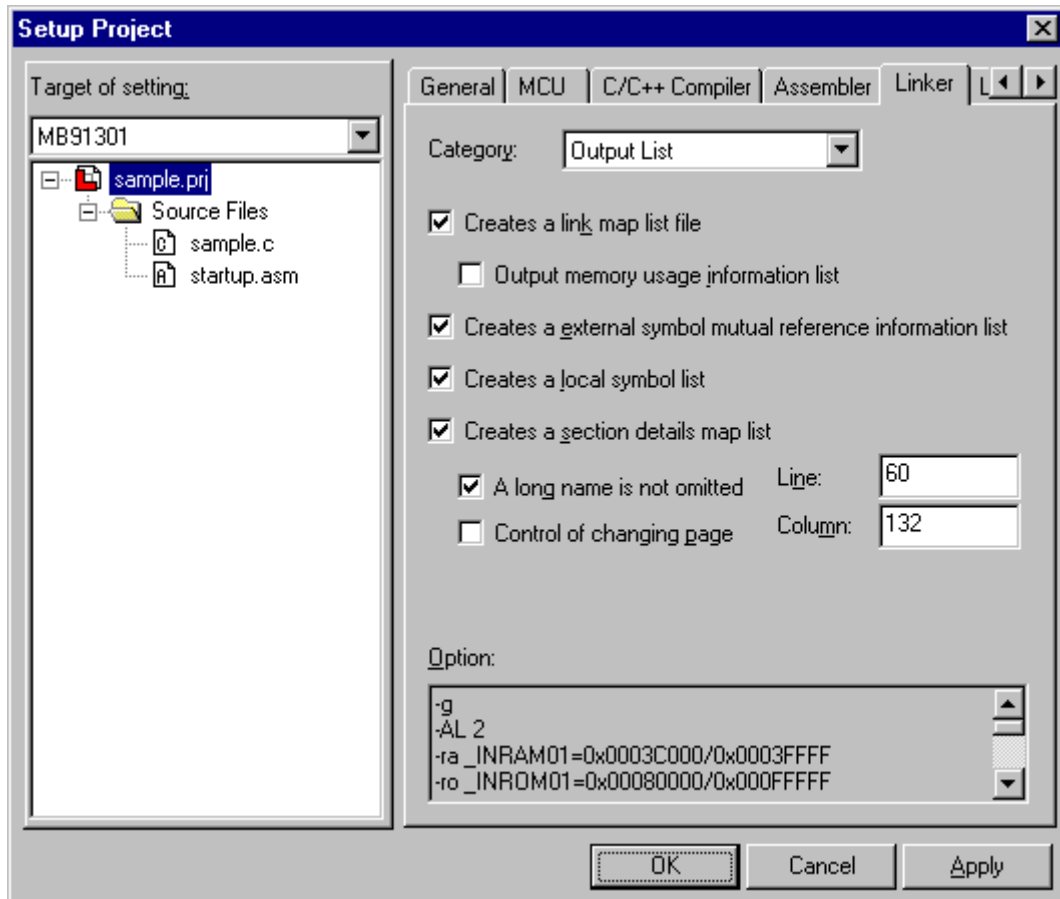 Setup Project
Target of setting:
MB91301
sample.prj
Source Files
sample.c
startup.asm
General MCU C/C++ Compiler Assembler Linker L
Category: Output List
Creates a link map list file
Output memory usage information list
Creates a external symbol mutual reference information list
Creates a local symbol list
Creates a section details map list
A long name is not omitted Line: 60
Control of changing page Column: 132
Option:
-g
-AL 2
-ra _INRAM01=0x0003C000/0x0003FFFF
-ro _INROM01=0x00080000/0x000FFFFF
OK Cancel Apply